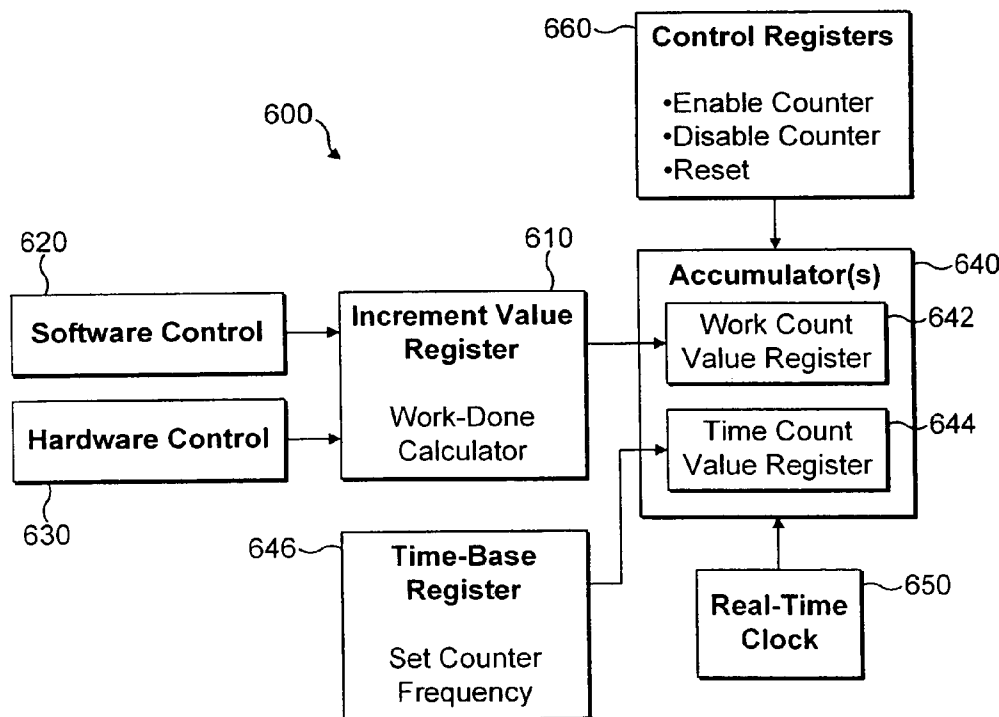 660
Control Registers
•Enable Counter
•Disable Counter
•Reset
600
620
Software Control
Hardware Control
630
610
Increment Value
Register
Work-Done
Calculator
646
Time-Base
Register
Set Counter
Frequency
640
Accumulator(s)
Work Count
Value Register
642
Time Count
Value Register
644
Real-Time
Clock
650